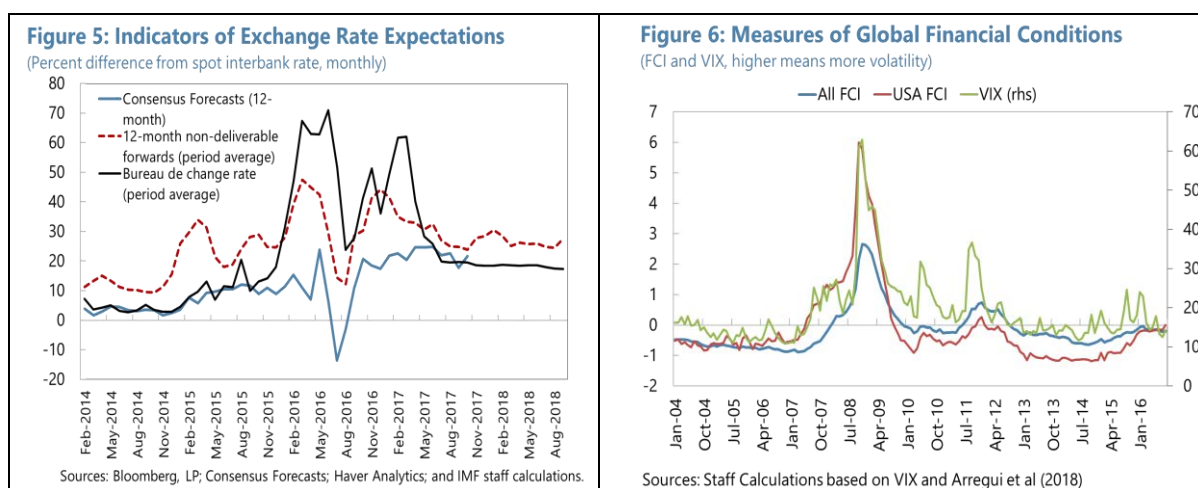 Figure 5: Indicators of Exchange Rate Expectations
(Percent difference from spot interbank rate, monthly)
80
70
60
50
40
30
20
10
0
-10
-20
Consensus Forecasts (12-
month)
12-month non-deliverable
forwards (period average)
Bureau de change rate
(period average)
Feb-2014
May-2014
Aug-2014
Nov-2014
Feb-2015
May-2015
Aug-2015
Nov-2015
Feb-2016
May-2016
Aug-2016
Nov-2016
Feb-2017
May-2017
Aug-2017
Nov-2017
Feb-2018
May-2018
Aug-2018
Sources: Bloomberg, LP; Consensus Forecasts; Haver Analytics; and IMF staff calculations.
Figure 6: Measures of Global Financial Conditions
(FCI and VIX, higher means more volatility)
All FCI USA FCI VIX (rhs)
7
6
5
4
3
2
1
0
-1
-2
70
60
50
40
30
20
10
0
Jan-04
Oct-04
Jul-05
Apr-06
Jan-07
Oct-07
Jul-08
Apr-09
Jan-10
Oct-10
Jul-11
Apr-12
Jan-13
Oct-13
Jul-14
Apr-15
Jan-16
Sources: Staff Calculations based on VIX and Arregui et al (2018)